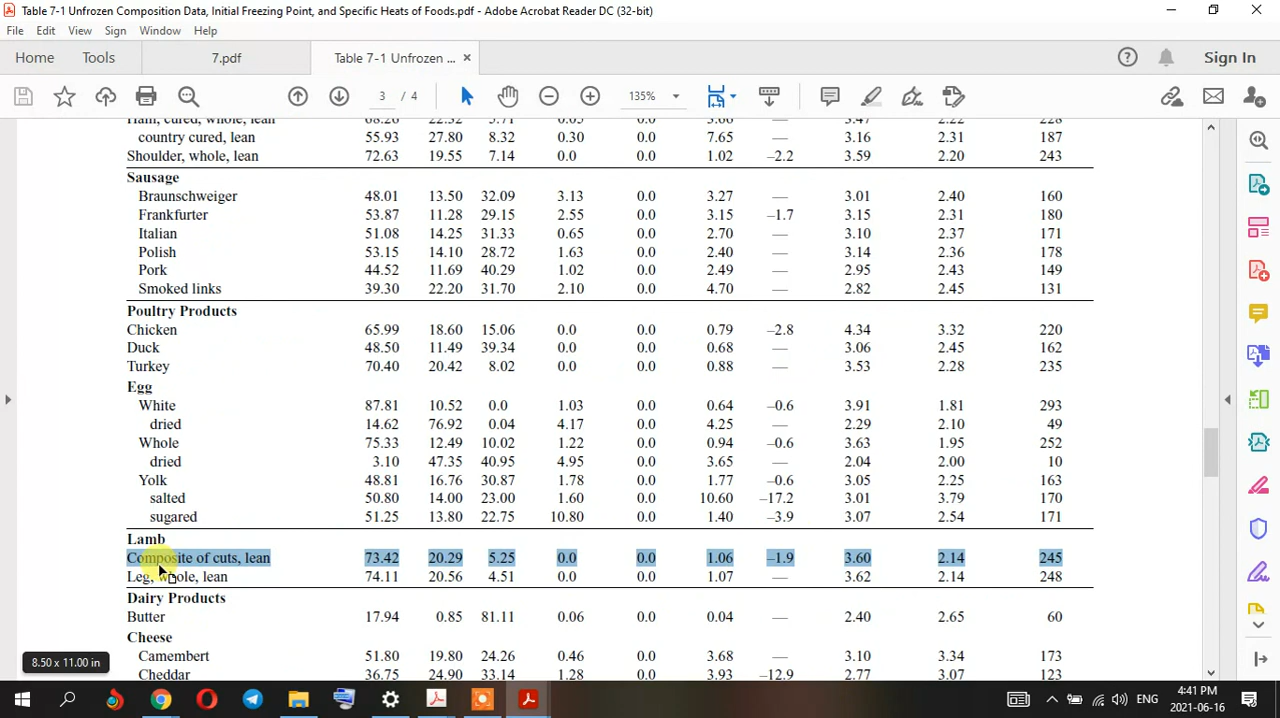 Table 7-1 Unfrozen Composition Data, Initial Freezing Point, and Specific Heats of Foods.pdf - Adobe Acrobat Reader DC (32-bit)
File Edit View Sign Window Help
Home Tools 7.pdf Table 7-1 Unfrozen ... × Sign In
3 / 4 135%
Ham, cured, whole, lean 68.26 22.32 5.71 0.05 0.0 3.66 — 3.47 2.22 228
country cured, lean 55.93 27.80 8.32 0.30 0.0 7.65 — 3.16 2.31 187
Shoulder, whole, lean 72.63 19.55 7.14 0.0 0.0 1.02 –2.2 3.59 2.20 243
Sausage
Braunschweiger 48.01 13.50 32.09 3.13 0.0 3.27 — 3.01 2.40 160
Frankfurter 53.87 11.28 29.15 2.55 0.0 3.15 –1.7 3.15 2.31 180
Italian 51.08 14.25 31.33 0.65 0.0 2.70 — 3.10 2.37 171
Polish 53.15 14.10 28.72 1.63 0.0 2.40 — 3.14 2.36 178
Pork 44.52 11.69 40.29 1.02 0.0 2.49 — 2.95 2.43 149
Smoked links 39.30 22.20 31.70 2.10 0.0 4.70 — 2.82 2.45 131
Poultry Products
Chicken 65.99 18.60 15.06 0.0 0.0 0.79 –2.8 4.34 3.32 220
Duck 48.50 11.49 39.34 0.0 0.0 0.68 — 3.06 2.45 162
Turkey 70.40 20.42 8.02 0.0 0.0 0.88 — 3.53 2.28 235
Egg
White 87.81 10.52 0.0 1.03 0.0 0.64 –0.6 3.91 1.81 293
dried 14.62 76.92 0.04 4.17 0.0 4.25 — 2.29 2.10 49
Whole 75.33 12.49 10.02 1.22 0.0 0.94 –0.6 3.63 1.95 252
dried 3.10 47.35 40.95 4.95 0.0 3.65 — 2.04 2.00 10
Yolk 48.81 16.76 30.87 1.78 0.0 1.77 –0.6 3.05 2.25 163
salted 50.80 14.00 23.00 1.60 0.0 10.60 –17.2 3.01 3.79 170
sugared 51.25 13.80 22.75 10.80 0.0 1.40 –3.9 3.07 2.54 171
Lamb
Composite of cuts, lean 73.42 20.29 5.25 0.0 0.0 1.06 –1.9 3.60 2.14 245
Leg, whole, lean 74.11 20.56 4.51 0.0 0.0 1.07 — 3.62 2.14 248
Dairy Products
Butter 17.94 0.85 81.11 0.06 0.0 0.04 — 2.40 2.65 60
Cheese
Camembert 51.80 19.80 24.26 0.46 0.0 3.68 — 3.10 3.34 173
Cheddar 36.75 24.90 33.14 1.28 0.0 3.93 –12.9 2.77 3.07 123
8.50 x 11.00 in
ENG
4:41 PM
2021-06-16